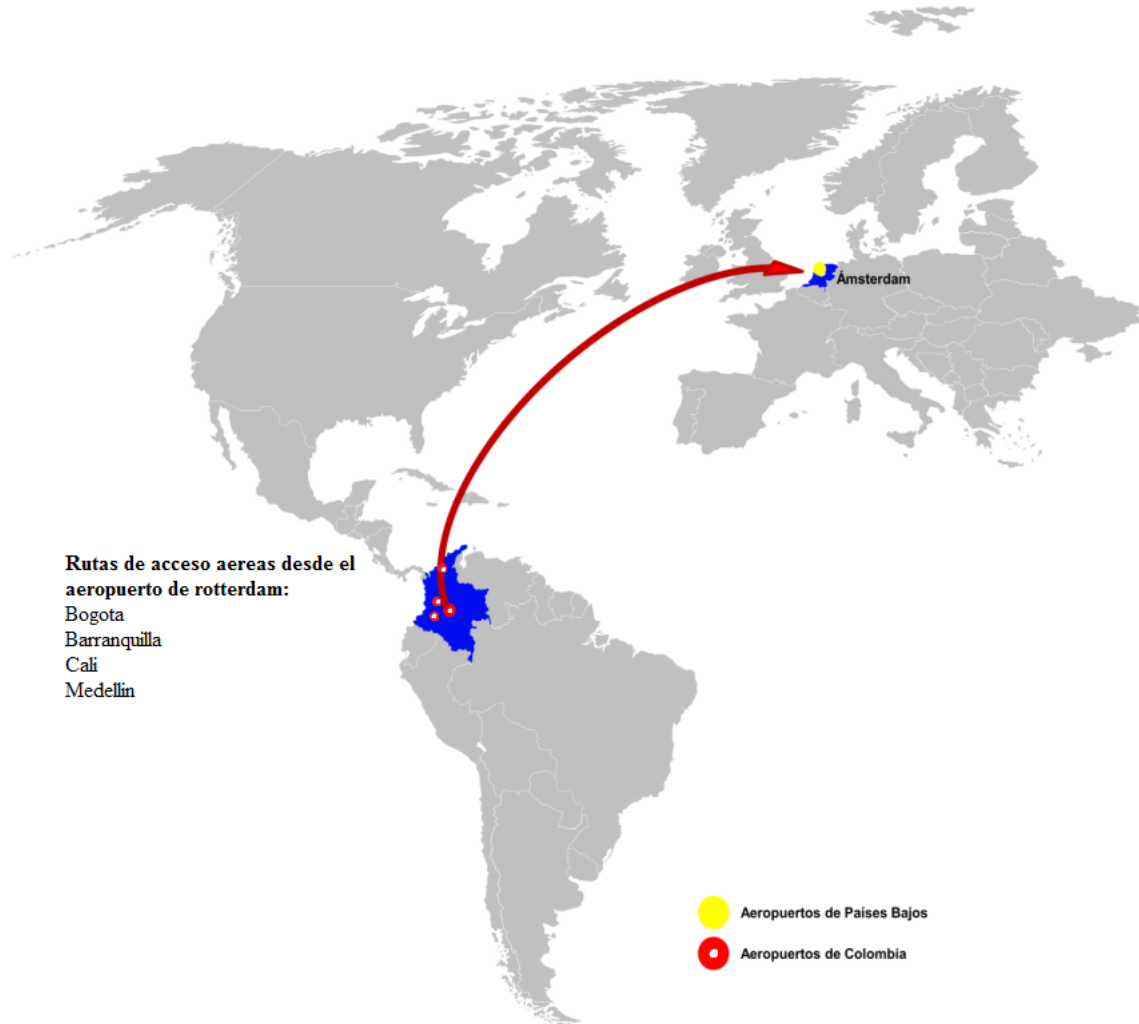 Ámsterdam
Rutas de acceso aereas desde el
aeropuerto de rotterdam:
Bogota
Barranquilla
Cali
Medellin
Aeropuertos de Países Bajos
Aeropuertos de Colombia